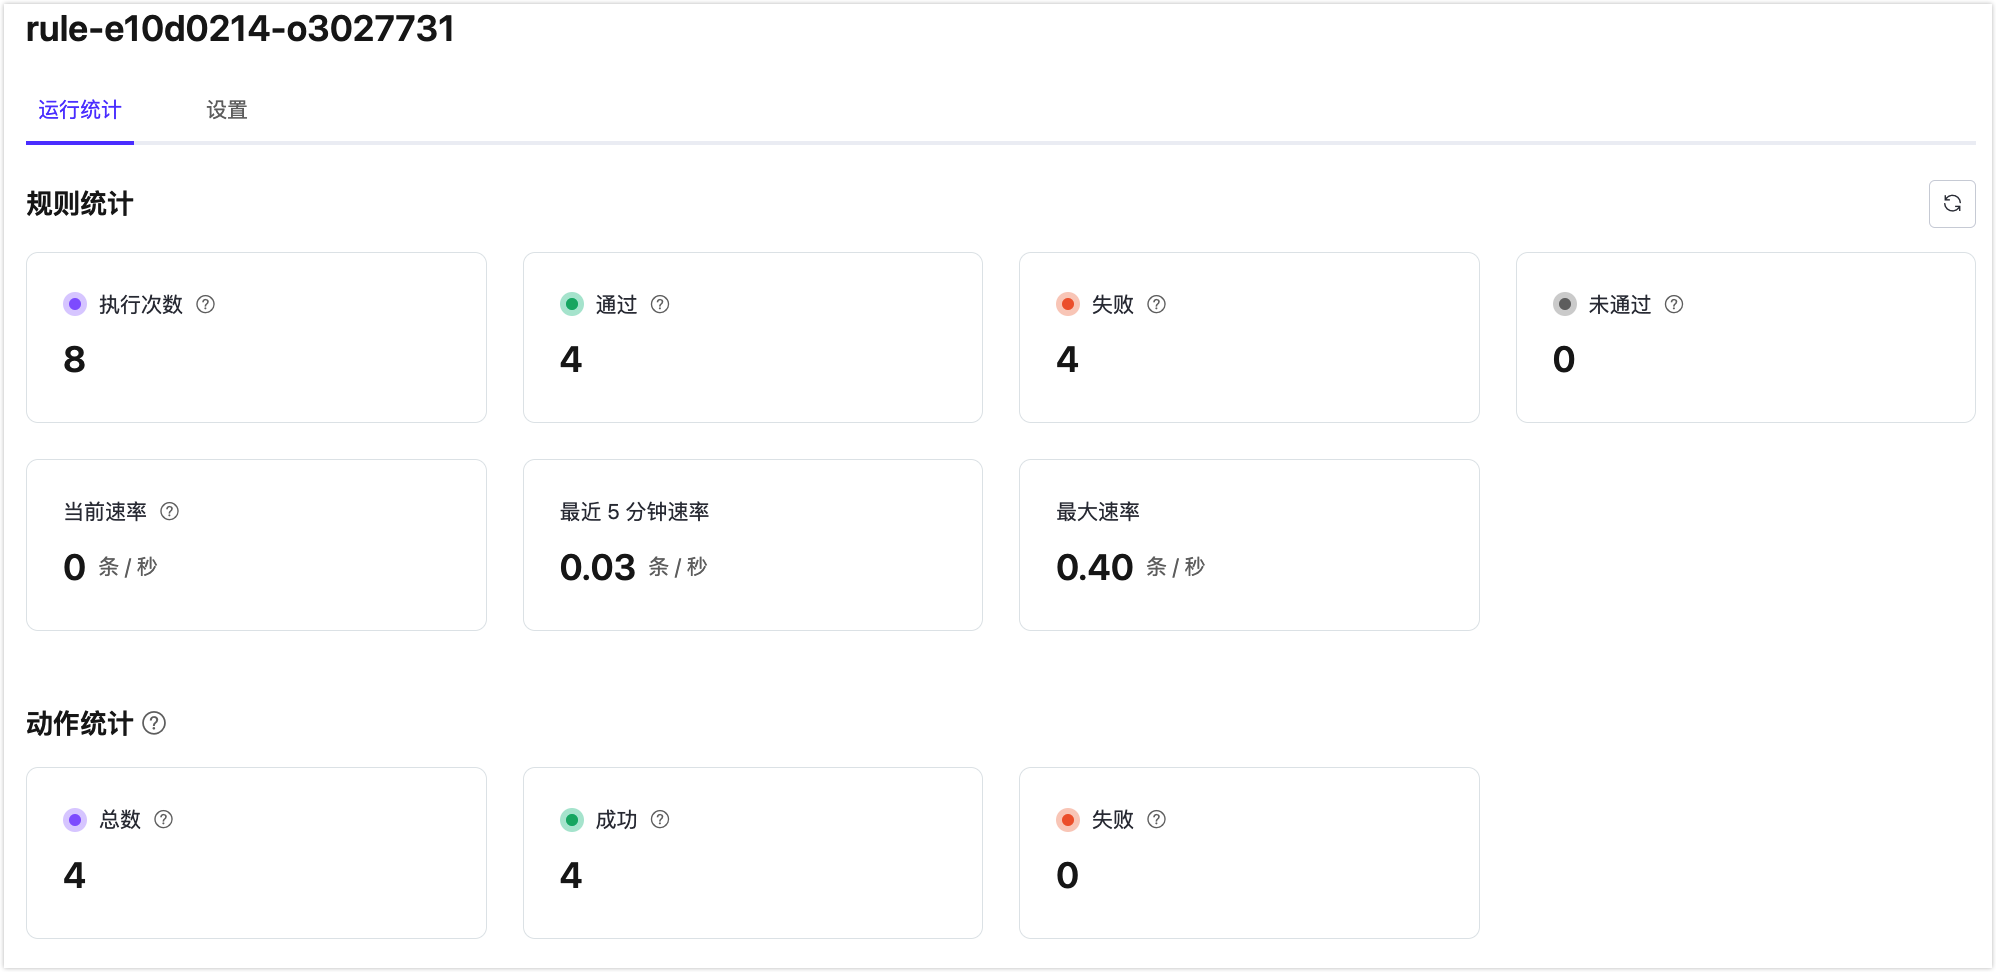 rule-e10d0214-o3027731
运行统计 设置
规则统计
执行次数 ? 通过 ? 失败 ? 未通过 ?
8 4 4 0
当前速率 ? 最近 5 分钟速率 最大速率
0 条 / 秒 0.03 条 / 秒 0.40 条 / 秒
动作统计 ?
总数 ? 成功 ? 失败 ?
4 4 0